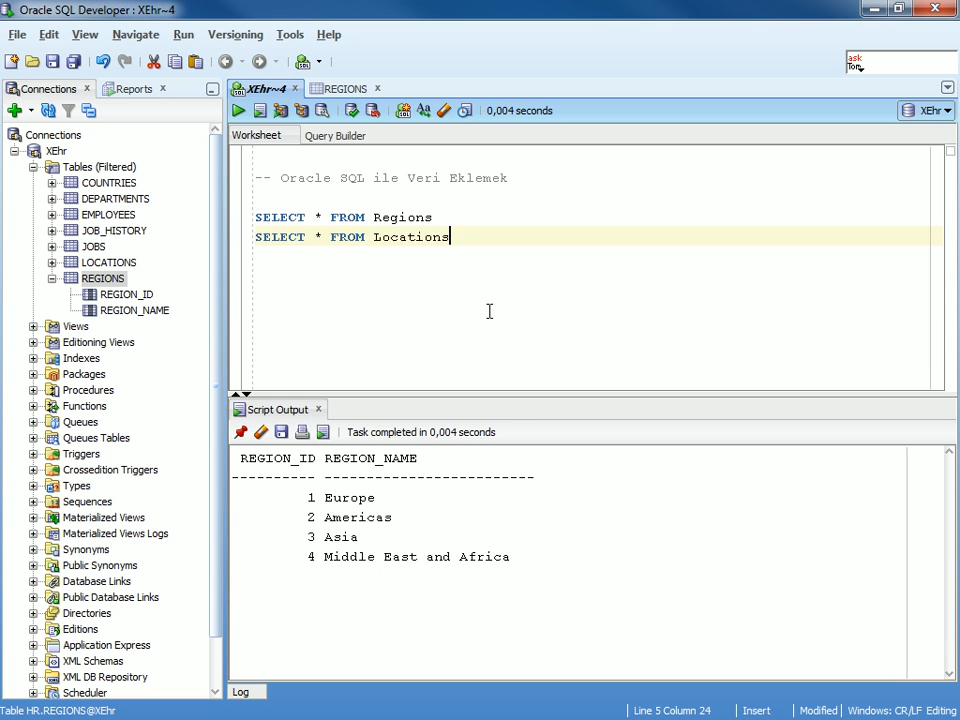 Oracle SQL Developer : XEhr~4
File Edit View Navigate Run Versioning Tools Help
ask
Tom
Connections Reports
XEhr~4 REGIONS
0,004 seconds
XEhr
Worksheet Query Builder
Connections
XEhr
Tables (Filtered)
COUNTRIES
DEPARTMENTS
EMPLOYEES
JOB_HISTORY
JOBS
LOCATIONS
REGIONS
REGION_ID
REGION_NAME
Views
Editioning Views
Indexes
Packages
Procedures
Functions
Queues
Queues Tables
Triggers
Crossedition Triggers
Types
Sequences
Materialized Views
Materialized Views Logs
Synonyms
Public Synonyms
Database Links
Public Database Links
Directories
Editions
Application Express
XML Schemas
XML DB Repository
Scheduler
-- Oracle SQL ile Veri Eklemek
SELECT * FROM Regions
SELECT * FROM Locations
Script Output
Task completed in 0,004 seconds
REGION_ID REGION_NAME
---------- -------------------------
1 Europe
2 Americas
3 Asia
4 Middle East and Africa
Log
Table HR.REGIONS@XEhr
Line 5 Column 24 Insert Modified Windows: CR/LF Editing